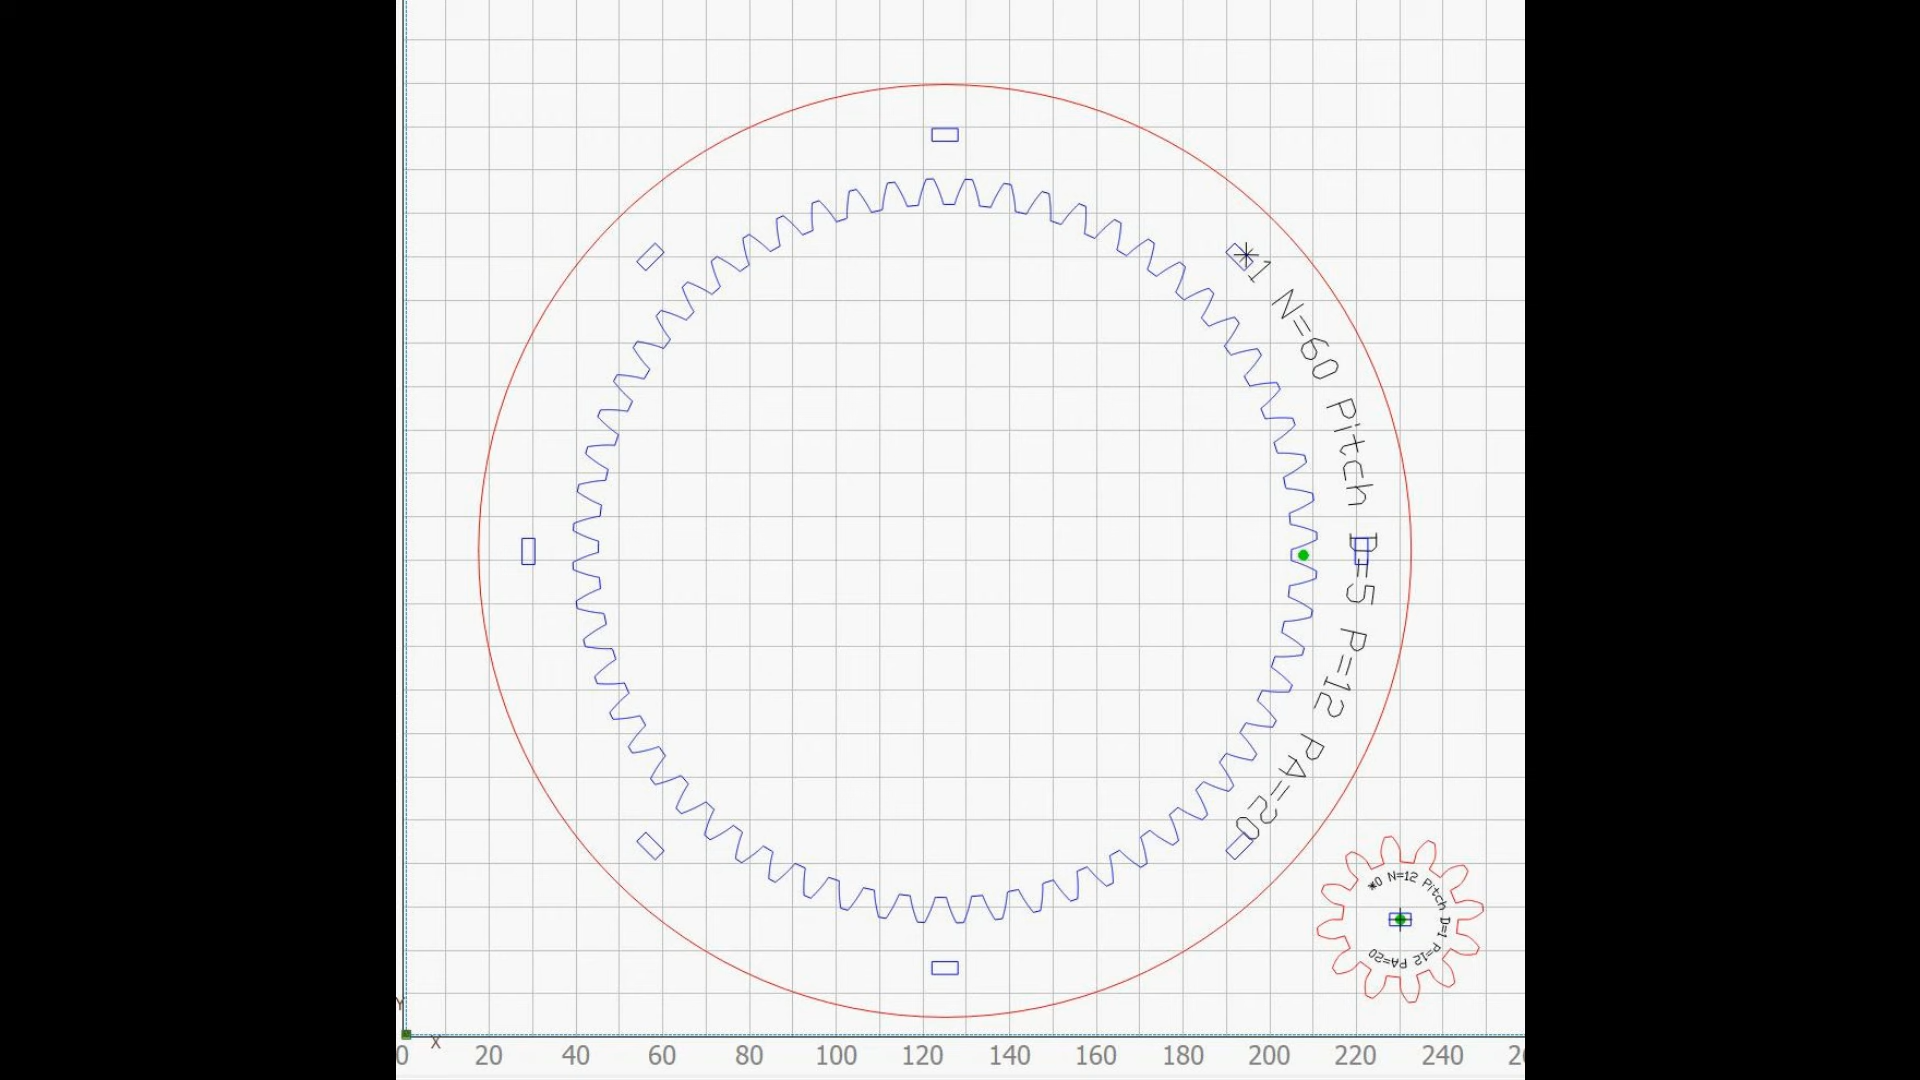 *1 N=60 Pitch D=5 P=12 PA=20
*0 N=12 Pitch D=1 P=12 PA=20
Y
X
0 20 40 60 80 100 120 140 160 180 200 220 240